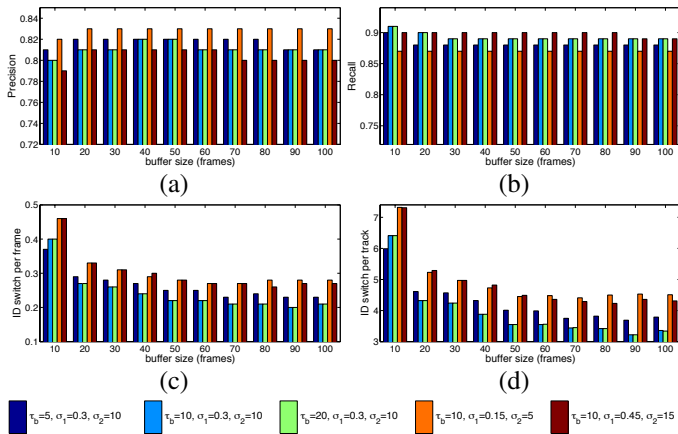 0.82
0.8
0.78
0.76
0.74
0.72
Precision
10 20 30 40 50 60 70 80 90 100
buffer size (frames)
(a)
0.9
0.85
0.8
0.75
Recall
10 20 30 40 50 60 70 80 90 100
buffer size (frames)
(b)
0.5
0.4
0.3
0.2
0.1
ID switch per frame
10 20 30 40 50 60 70 80 90 100
buffer size (frames)
(c)
7
6
5
4
3
ID switch per track
10 20 30 40 50 60 70 80 90 100
buffer size (frames)
(d)
τb=5, σ1=0.3, σ2=10
τb=10, σ1=0.3, σ2=10
τb=20, σ1=0.3, σ2=10
τb=10, σ1=0.15, σ2=5
τb=10, σ1=0.45, σ2=15